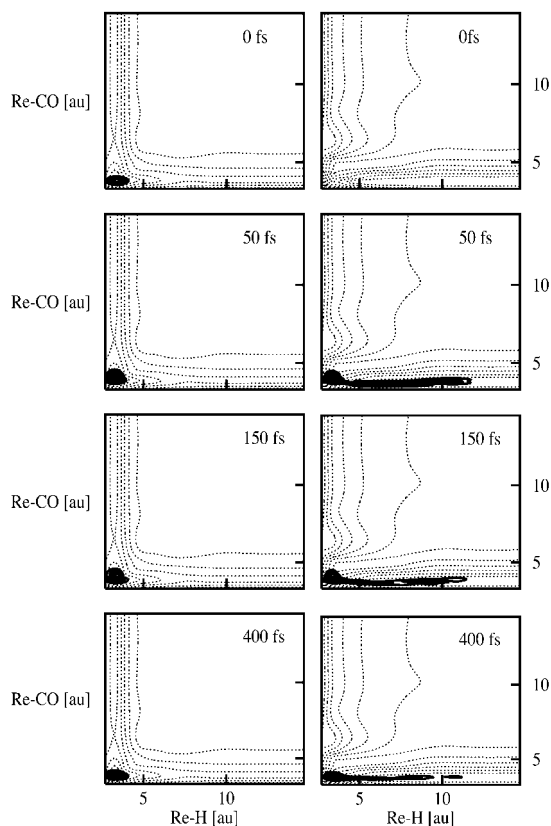 0 fs
0fs
Re-CO [au]
10
5
50 fs
50 fs
Re-CO [au]
10
5
150 fs
150 fs
Re-CO [au]
10
5
400 fs
400 fs
Re-CO [au]
10
5
5
10
5
10
Re-H [au]
Re-H [au]